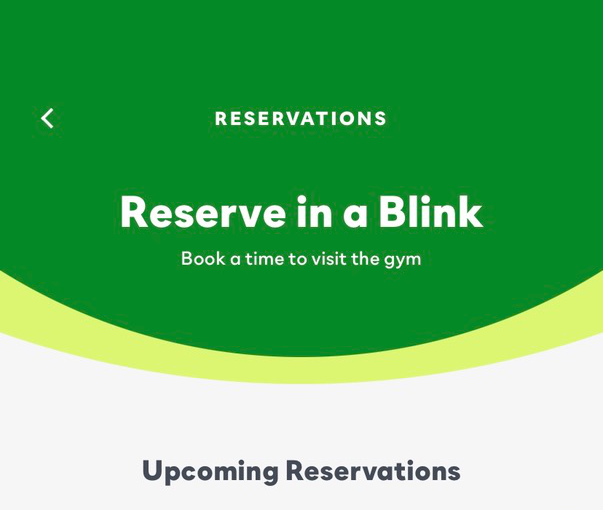 RESERVATIONS
Reserve in a Blink
Book a time to visit the gym
Upcoming Reservations